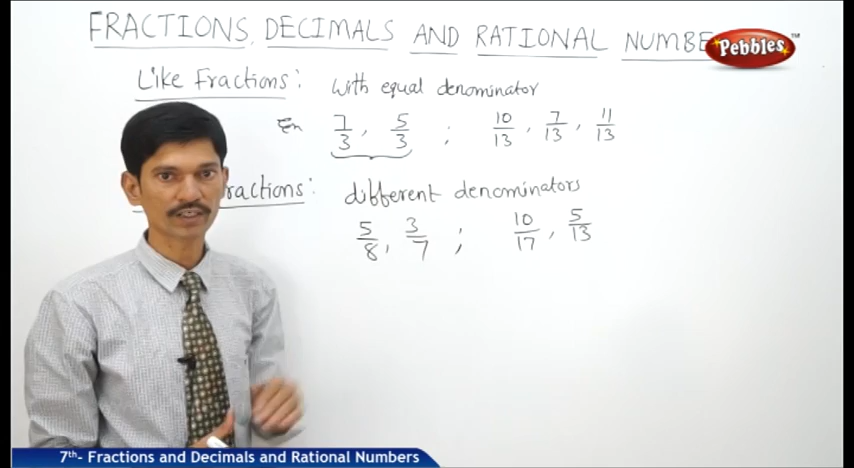 FRACTIONS, DECIMALS AND RATIONAL NUMBE
Pebbles™
Like Fractions: With equal denominator
Ex 7/3, 5/3 ; 10/13, 7/13, 11/13
ractions: different denominators
5/8, 3/7 ; 10/17, 5/13
7th- Fractions and Decimals and Rational Numbers